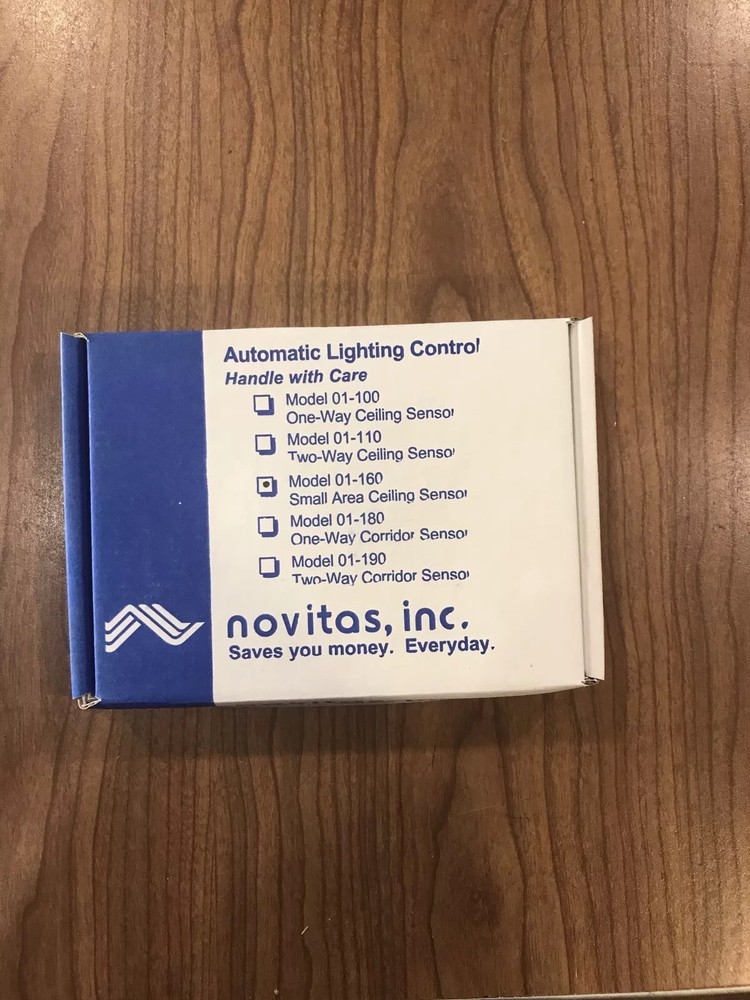 Automatic Lighting Control
Handle with Care
Model 01-100
One-Way Ceiling Sensor
Model 01-110
Two-Way Ceiling Sensor
Model 01-160
Small Area Ceiling Sensor
Model 01-180
One-Way Corridor Sensor
Model 01-190
Two-Way Corridor Sensor
novitas, inc.
Saves you money. Everyday.